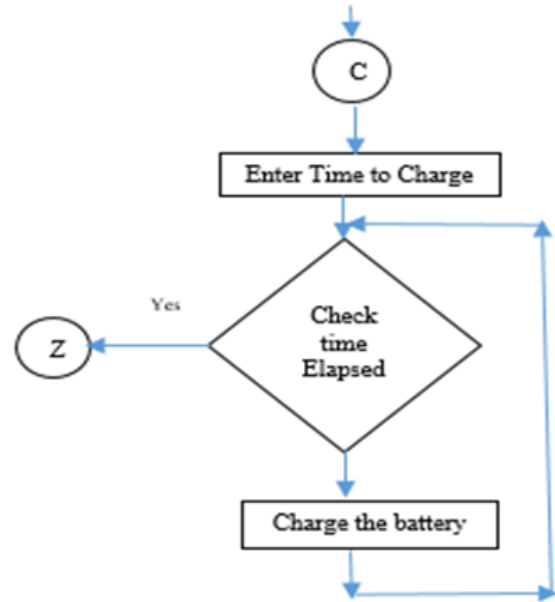 C
Enter Time to Charge
Yes
Z
Check
time
Elapsed
Charge the battery